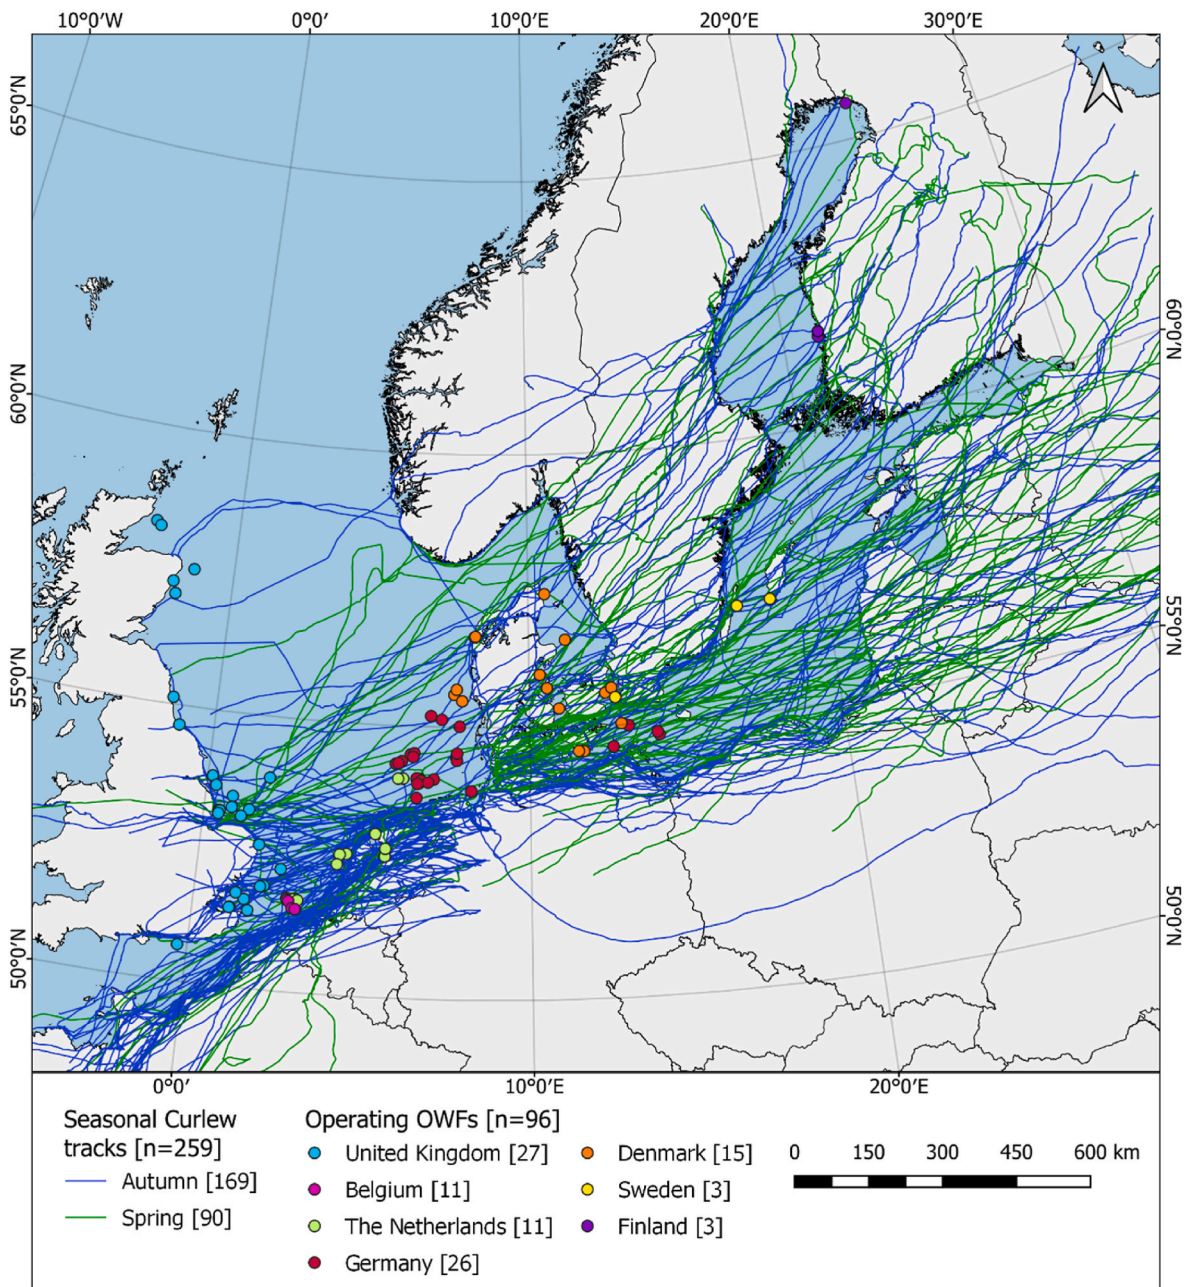 10°0′W 0°0′ 10°0′E 20°0′E 30°0′E
65°0′N
60°0′N
55°0′N
50°0′N
60°0′N
55°0′N
50°0′N
0°0′ 10°0′E 20°0′E
Seasonal Curlew
tracks [n=259]
Autumn [169]
Spring [90]
Operating OWFs [n=96]
United Kingdom [27]
Belgium [11]
The Netherlands [11]
Germany [26]
Denmark [15]
Sweden [3]
Finland [3]
0 150 300 450 600 km